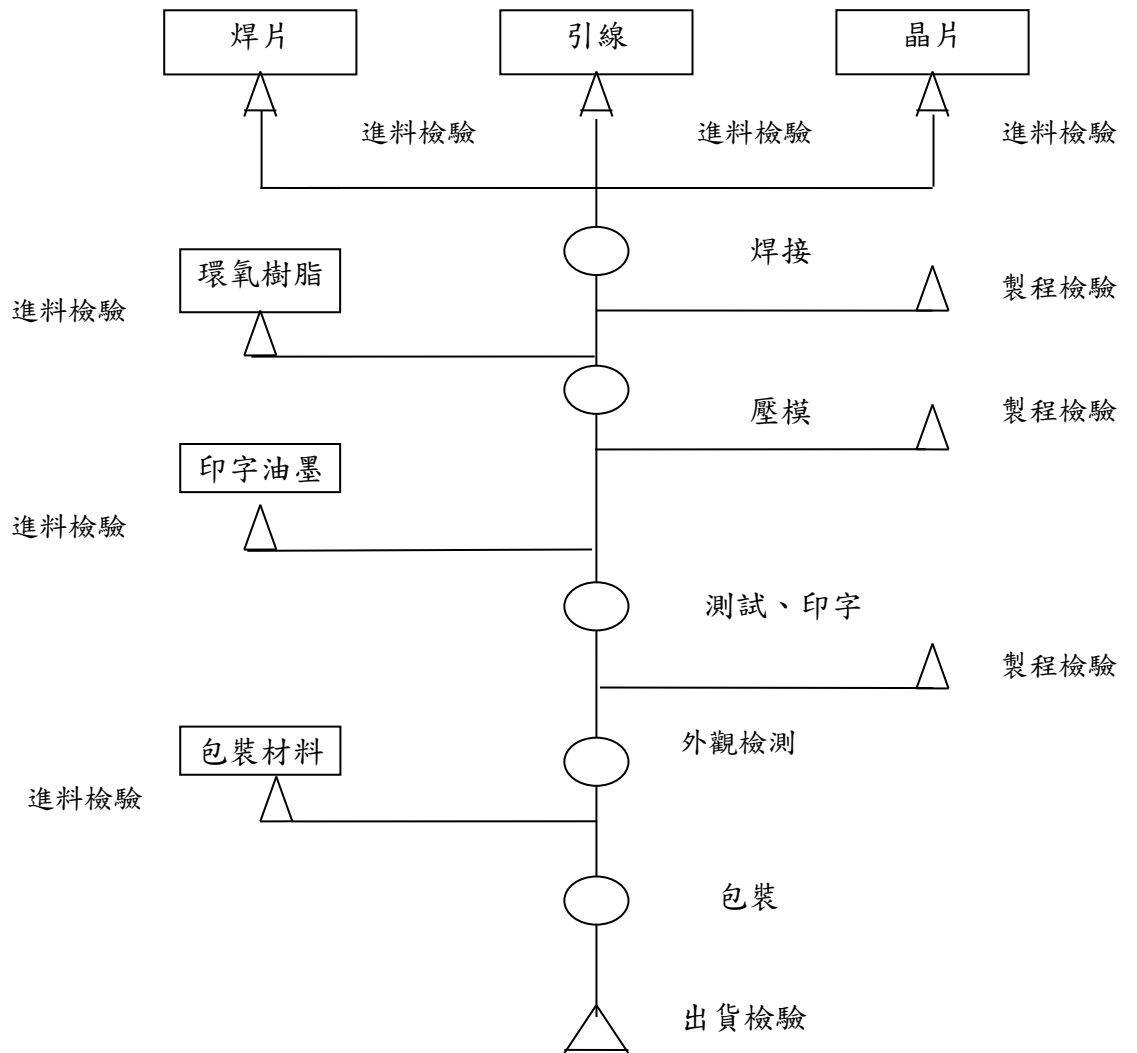 焊片
引線
晶片
進料檢驗
進料檢驗
進料檢驗
焊接
環氧樹脂
製程檢驗
進料檢驗
壓模
製程檢驗
印字油墨
進料檢驗
測試、印字
製程檢驗
包裝材料
外觀檢測
進料檢驗
包裝
出貨檢驗